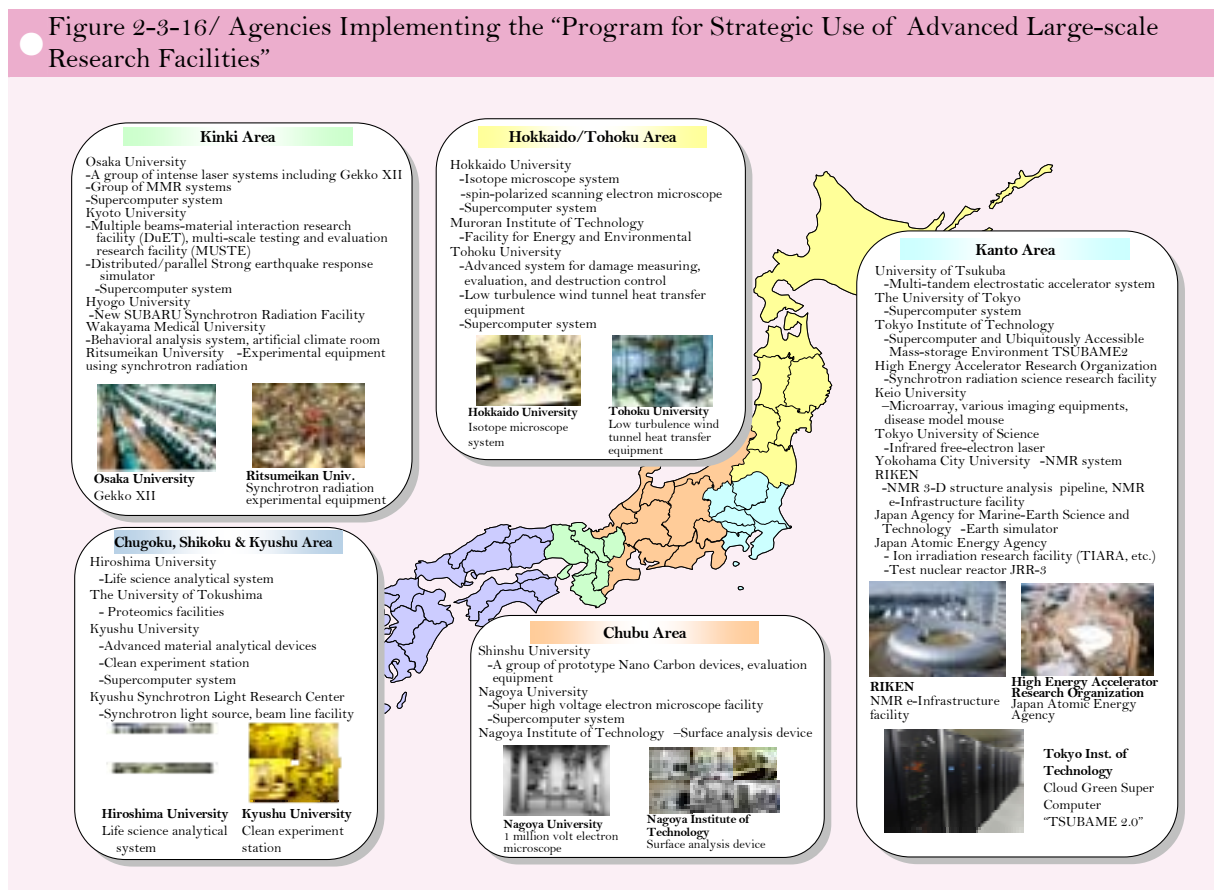 Figure 2-3-16/ Agencies Implementing the “Program for Strategic Use of Advanced Large-scale
Research Facilities”
Kinki Area
Osaka University
-A group of intense laser systems including Gekko XII
-Group of MMR systems
-Supercomputer system
Kyoto University
-Multiple beams-material interaction research
facility (DuET), multi-scale testing and evaluation
research facility (MUSTE)
-Distributed/parallel Strong earthquake response
simulator
-Supercomputer system
Hyogo University
-New SUBARU Synchrotron Radiation Facility
Wakayama Medical University
-Behavioral analysis system, artificial climate room
Ritsumeikan University -Experimental equipment
using synchrotron radiation
Osaka University
Gekko XII
Ritsumeikan Univ.
Synchrotron radiation
experimental equipment
Hokkaido/Tohoku Area
Hokkaido University
-Isotope microscope system
-spin-polarized scanning electron microscope
-Supercomputer system
Muroran Institute of Technology
-Facility for Energy and Environmental
Tohoku University
-Advanced system for damage measuring,
evaluation, and destruction control
-Low turbulence wind tunnel heat transfer
equipment
-Supercomputer system
Hokkaido University
Isotope microscope
system
Tohoku University
Low turbulence wind
tunnel heat transfer
equipment
Kanto Area
University of Tsukuba
-Multi-tandem electrostatic accelerator system
The University of Tokyo
-Supercomputer system
Tokyo Institute of Technology
-Supercomputer and Ubiquitously Accessible
Mass-storage Environment TSUBAME2
High Energy Accelerator Research Organization
-Synchrotron radiation science research facility
Keio University
–Microarray, various imaging equipments,
disease model mouse
Tokyo University of Science
-Infrared free-electron laser
Yokohama City University -NMR system
RIKEN
-NMR 3-D structure analysis pipeline, NMR
e-Infrastructure facility
Japan Agency for Marine-Earth Science and
Technology -Earth simulator
Japan Atomic Energy Agency
- Ion irradiation research facility (TIARA, etc.)
-Test nuclear reactor JRR-3
RIKEN
NMR e-Infrastructure
facility
High Energy Accelerator
Research Organization
Japan Atomic Energy
Agency
Tokyo Inst. of
Technology
Cloud Green Super
Computer
“TSUBAME 2.0”
Chugoku, Shikoku & Kyushu Area
Hiroshima University
-Life science analytical system
The University of Tokushima
- Proteomics facilities
Kyushu University
-Advanced material analytical devices
-Clean experiment station
-Supercomputer system
Kyushu Synchrotron Light Research Center
-Synchrotron light source, beam line facility
Hiroshima University
Life science analytical
system
Kyushu University
Clean experiment
station
Chubu Area
Shinshu University
-A group of prototype Nano Carbon devices, evaluation
equipment
Nagoya University
-Super high voltage electron microscope facility
-Supercomputer system
Nagoya Institute of Technology –Surface analysis device
Nagoya University
1 million volt electron
microscope
Nagoya Institute of
Technology
Surface analysis device